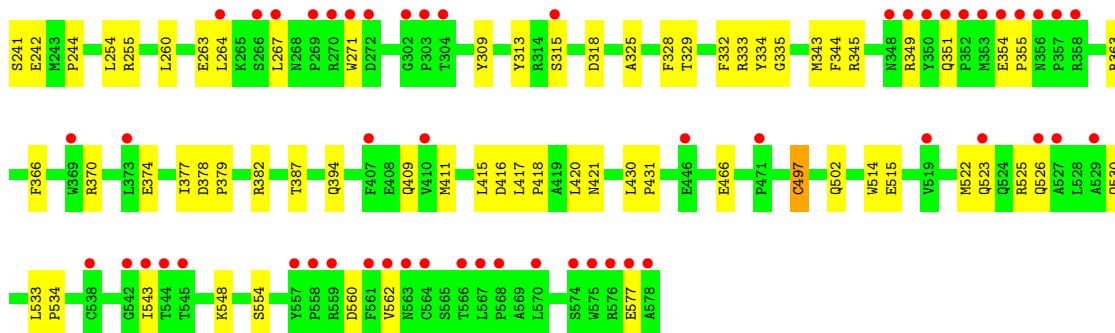 S241 E242 M243 P244 L254 R255 L260 E263 L264 K265 S266 L267 N268 P269 R270 W271 D272 G302 P303 T304 Y309 Y313 R314 S315 D318 A325 F328 T329 F332 R333 Y334 G335 M343 F344 R345 N348 R349 Y350 Q351 P352 M353 E354 P355 N356 P357 R358
F366 W369 R370 L373 E374 I377 D378 P379 R382 T387 Q394 F407 E408 Q409 V410 M411 L415 D416 L417 P418 A419 L420 N421 L430 P431 E446 E466 P471 C497 Q502 W514 E515 V519 M522 Q523 Q524 R525 Q526 A527 L528 A529
L533 P534 C538 G542 I543 T544 T545 K548 S554 Y557 P558 R559 D560 F561 V562 N563 C564 S565 T566 L567 P568 A569 L570 S574 W575 R576 E577 A578